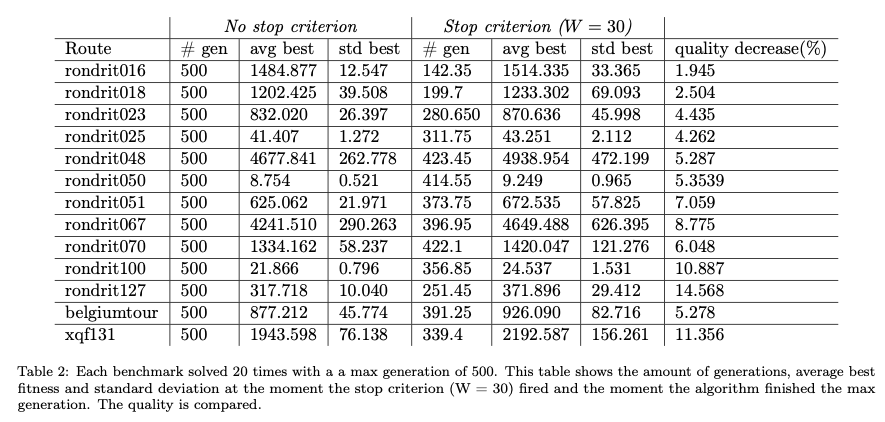 No stop criterion Stop criterion (W = 30)
Route # gen avg best std best # gen avg best std best quality decrease(%)
rondrit016 500 1484.877 12.547 142.35 1514.335 33.365 1.945
rondrit018 500 1202.425 39.508 199.7 1233.302 69.093 2.504
rondrit023 500 832.020 26.397 280.650 870.636 45.998 4.435
rondrit025 500 41.407 1.272 311.75 43.251 2.112 4.262
rondrit048 500 4677.841 262.778 423.45 4938.954 472.199 5.287
rondrit050 500 8.754 0.521 414.55 9.249 0.965 5.3539
rondrit051 500 625.062 21.971 373.75 672.535 57.825 7.059
rondrit067 500 4241.510 290.263 396.95 4649.488 626.395 8.775
rondrit070 500 1334.162 58.237 422.1 1420.047 121.276 6.048
rondrit100 500 21.866 0.796 356.85 24.537 1.531 10.887
rondrit127 500 317.718 10.040 251.45 371.896 29.412 14.568
belgiumtour 500 877.212 45.774 391.25 926.090 82.716 5.278
xqf131 500 1943.598 76.138 339.4 2192.587 156.261 11.356
Table 2: Each benchmark solved 20 times with a a max generation of 500. This table shows the amount of generations, average best
fitness and standard deviation at the moment the stop criterion (W = 30) fired and the moment the algorithm finished the max
generation. The quality is compared.